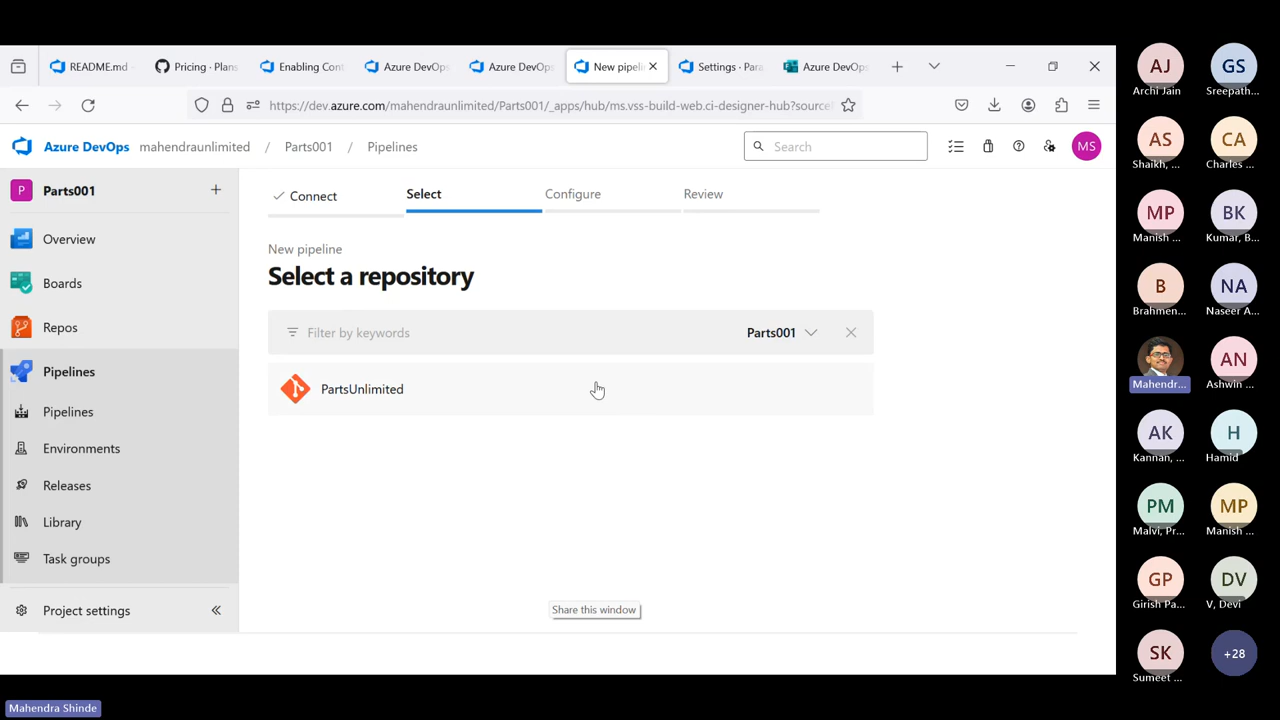 README.md
Pricing · Plans
Enabling Cont
Azure DevOps
Azure DevOps
New pipeli
Settings · Para
Azure DevOps
https://dev.azure.com/mahendraunlimited/Parts001/_apps/hub/ms.vss-build-web.ci-designer-hub?source
Azure DevOps mahendraunlimited / Parts001 / Pipelines
Search
MS
P Parts001
Overview
Boards
Repos
Pipelines
Pipelines
Environments
Releases
Library
Task groups
Project settings
Connect
Select
Configure
Review
New pipeline
Select a repository
Filter by keywords
Parts001
PartsUnlimited
Share this window
AJ
Archi Jain
GS
Sreepath...
AS
Shaikh, ...
CA
Charles ...
MP
Manish ...
BK
Kumar, B...
B
Brahmen...
NA
Naseer A...
Mahendr...
AN
Ashwin ...
AK
Kannan, ...
H
Hamid
PM
Malvi, Pr...
MP
Manish ...
GP
Girish Pa...
DV
V, Devi
SK
Sumeet ...
+28
Mahendra Shinde